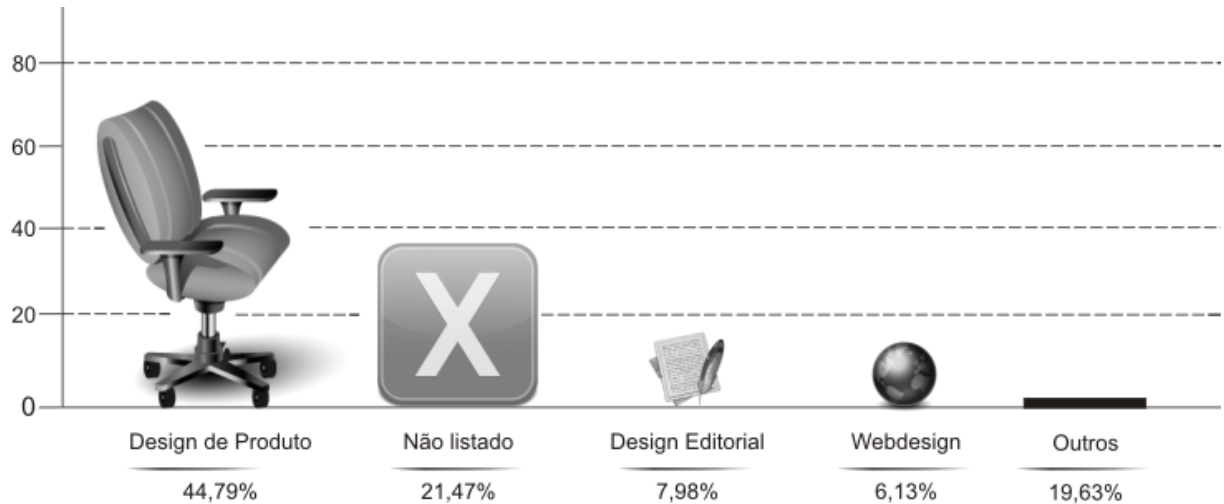 80
60
40
20
0
X
Design de Produto
Não listado
Design Editorial
Webdesign
Outros
44,79%
21,47%
7,98%
6,13%
19,63%